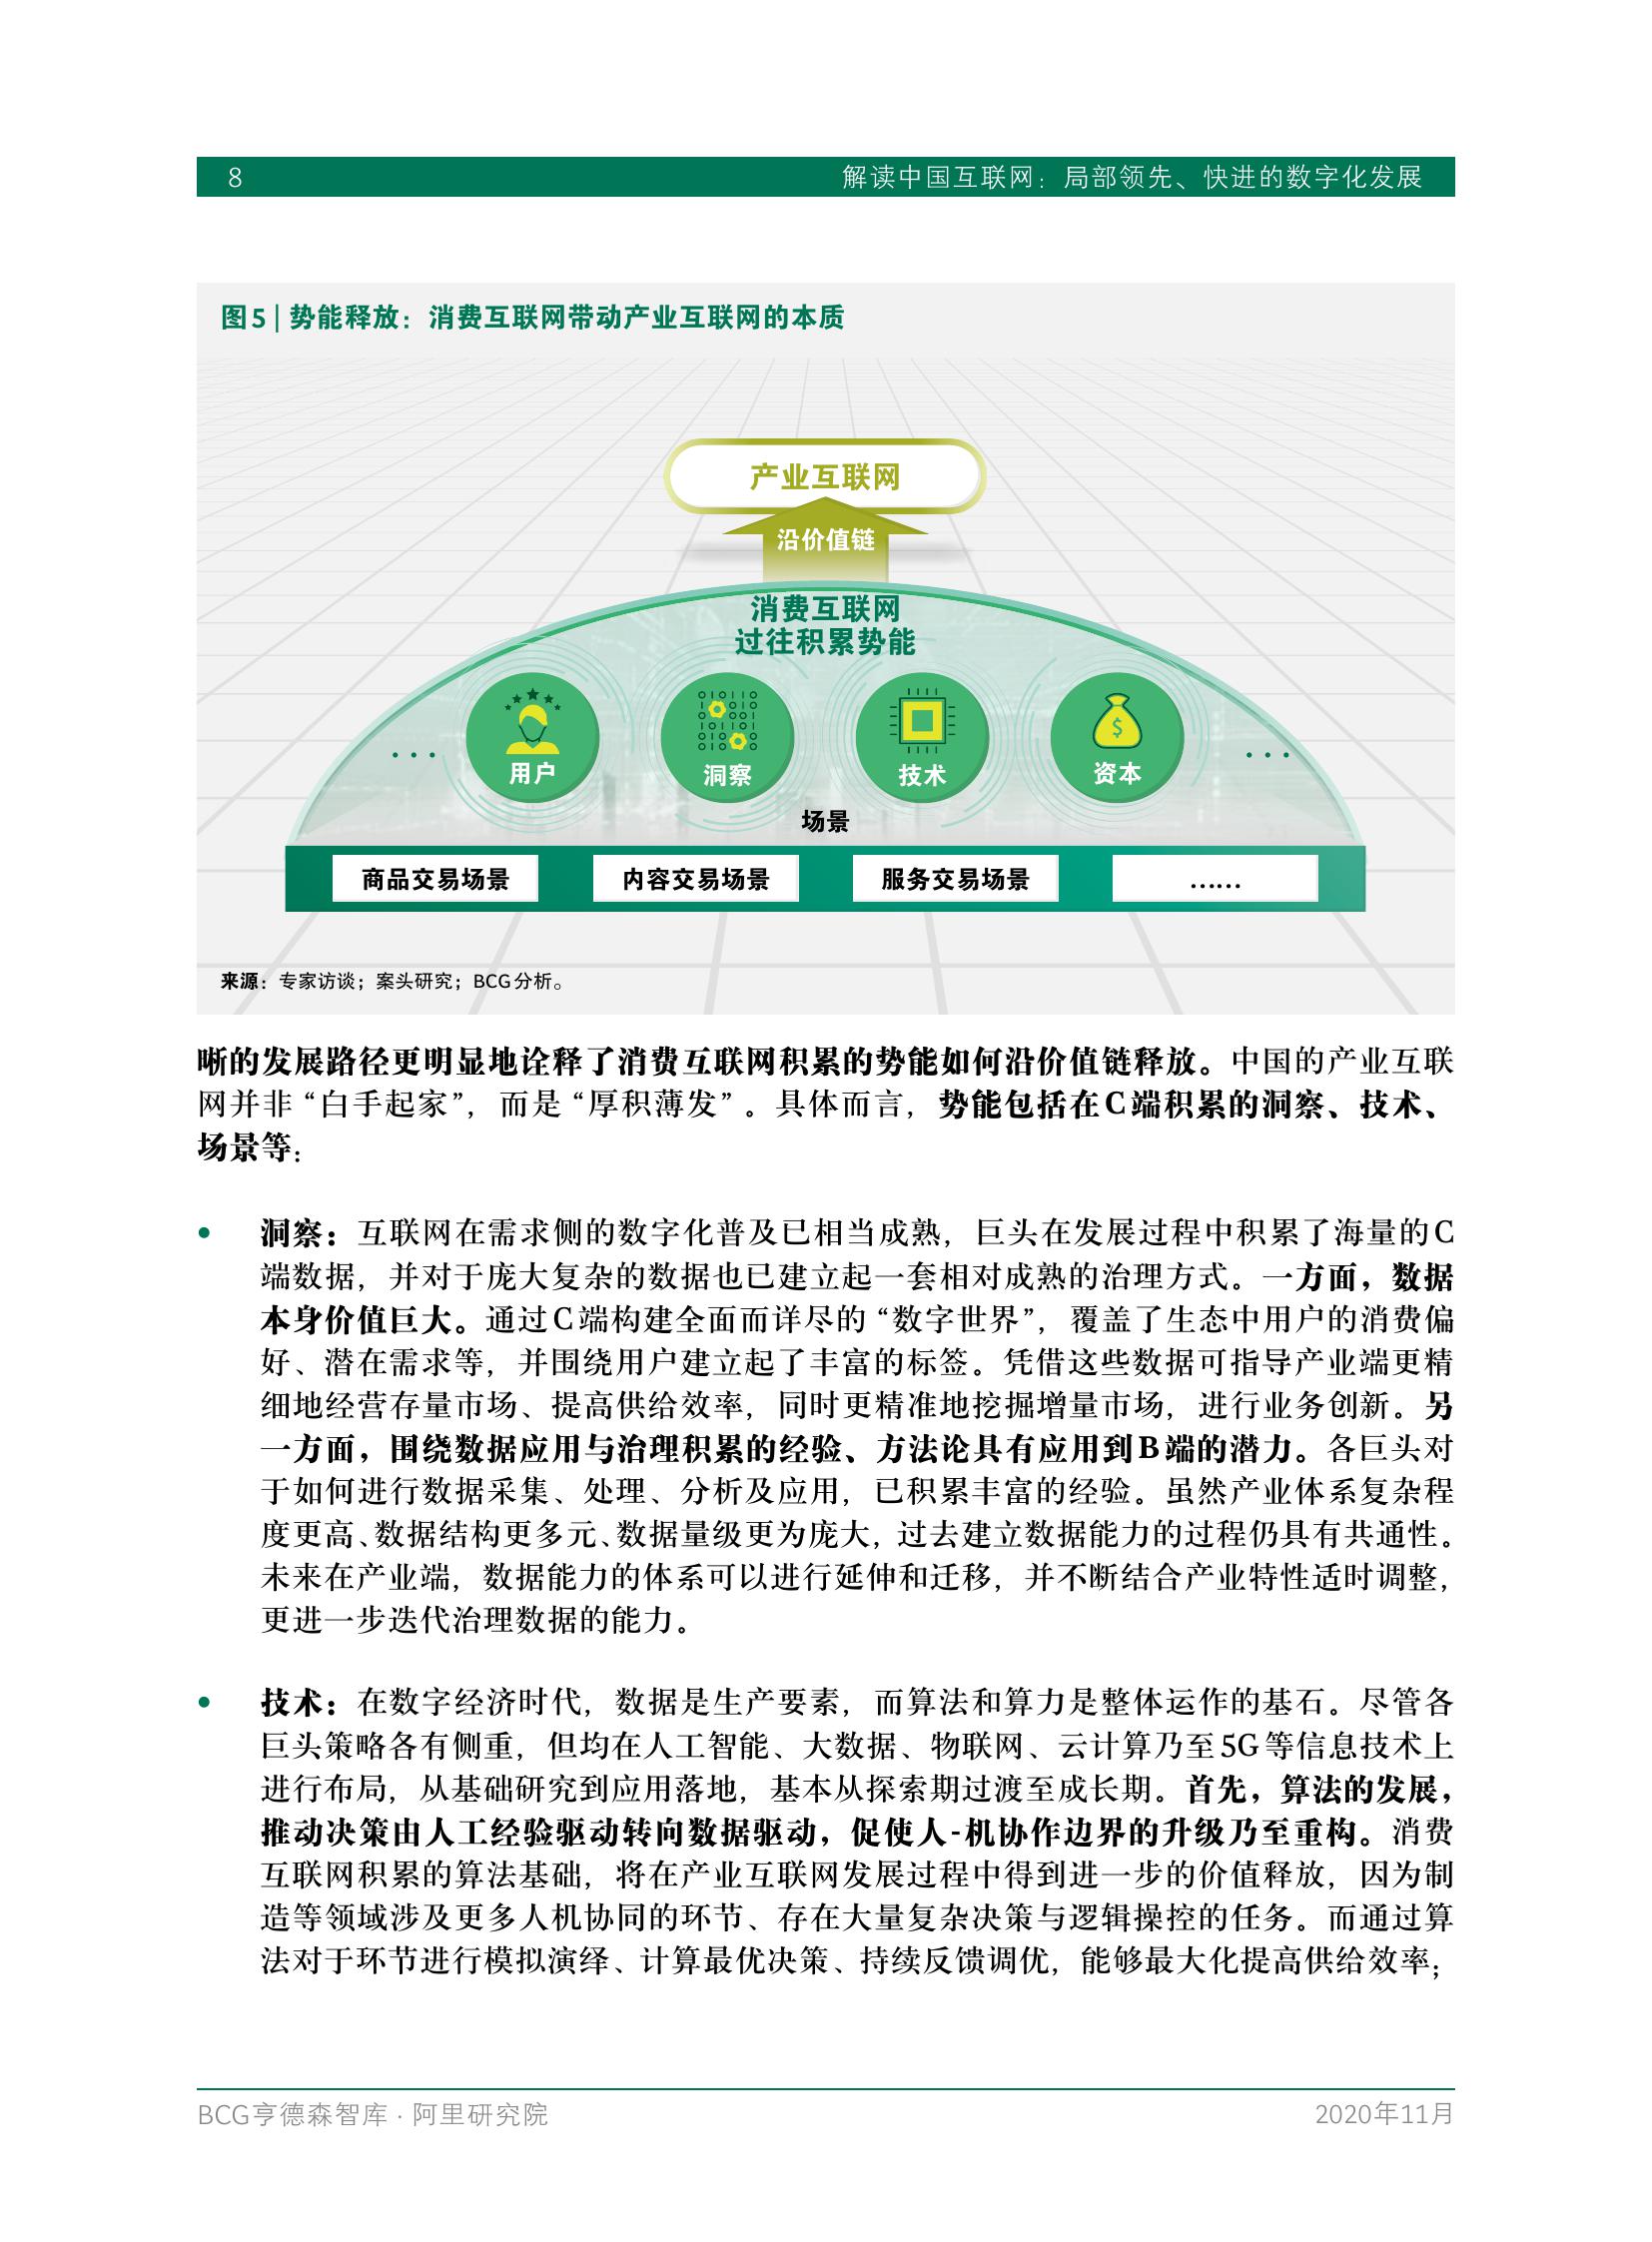 8
解读中国互联网：局部领先、快进的数字化发展
图5 | 势能释放：消费互联网带动产业互联网的本质
产业互联网
沿价值链
消费互联网
过往积累势能
• • •
用户
洞察
技术
资本
• • •
场景
商品交易场景
内容交易场景
服务交易场景
……
来源：专家访谈；案头研究；BCG分析。
晰的发展路径更明显地诠释了消费互联网积累的势能如何沿价值链释放。中国的产业互联
网并非“白手起家”，而是“厚积薄发”。具体而言，势能包括在C端积累的洞察、技术、
场景等：
• 洞察：互联网在需求侧的数字化普及已相当成熟，巨头在发展过程中积累了海量的C
端数据，并对于庞大复杂的数据也已建立起一套相对成熟的治理方式。一方面，数据
本身价值巨大。通过C端构建全面而详尽的“数字世界”，覆盖了生态中用户的消费偏
好、潜在需求等，并围绕用户建立起了丰富的标签。凭借这些数据可指导产业端更精
细地经营存量市场、提高供给效率，同时更精准地挖掘增量市场，进行业务创新。另
一方面，围绕数据应用与治理积累的经验、方法论具有应用到B端的潜力。各巨头对
于如何进行数据采集、处理、分析及应用，已积累丰富的经验。虽然产业体系复杂程
度更高、数据结构更多元、数据量级更为庞大，过去建立数据能力的过程仍具有共通性。
未来在产业端，数据能力的体系可以进行延伸和迁移，并不断结合产业特性适时调整，
更进一步迭代治理数据的能力。
• 技术：在数字经济时代，数据是生产要素，而算法和算力是整体运作的基石。尽管各
巨头策略各有侧重，但均在人工智能、大数据、物联网、云计算乃至5G等信息技术上
进行布局，从基础研究到应用落地，基本从探索期过渡至成长期。首先，算法的发展，
推动决策由人工经验驱动转向数据驱动，促使人-机协作边界的升级乃至重构。消费
互联网积累的算法基础，将在产业互联网发展过程中得到进一步的价值释放，因为制
造等领域涉及更多人机协同的环节、存在大量复杂决策与逻辑操控的任务。而通过算
法对于环节进行模拟演绎、计算最优决策、持续反馈调优，能够最大化提高供给效率；
BCG亨德森智库 · 阿里研究院
2020年11月